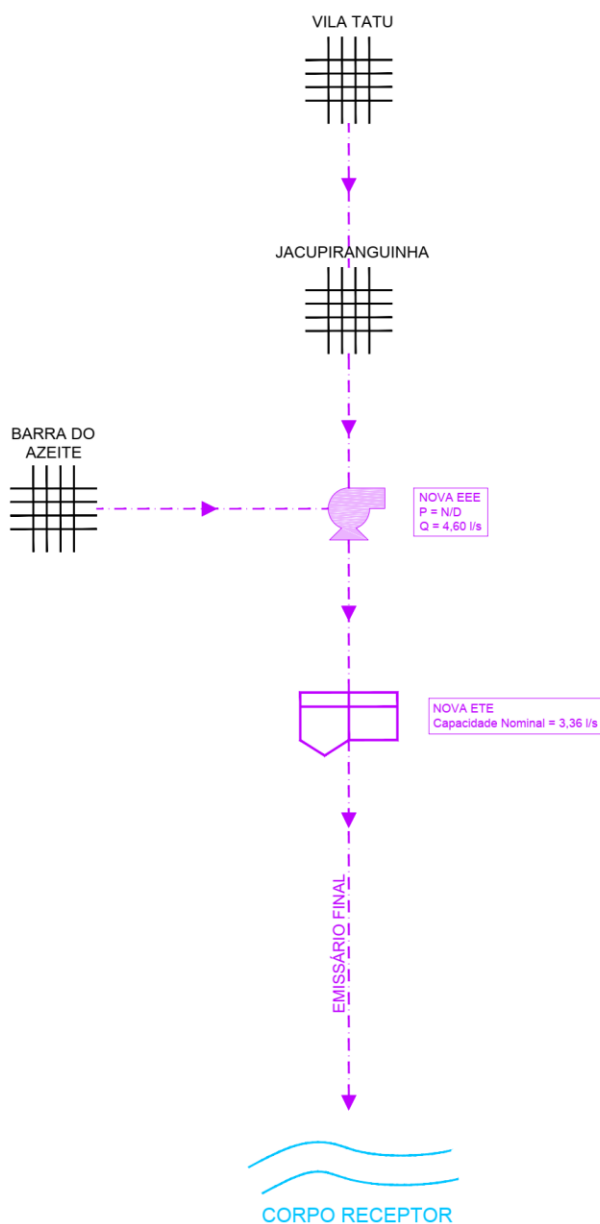 VILA TATU
JACUPIRANGUINHA
BARRA DO
AZEITE
NOVA EEE
P = N/D
Q = 4,60 l/s
NOVA ETE
Capacidade Nominal = 3,36 l/s
EMISSÁRIO FINAL
CORPO RECEPTOR